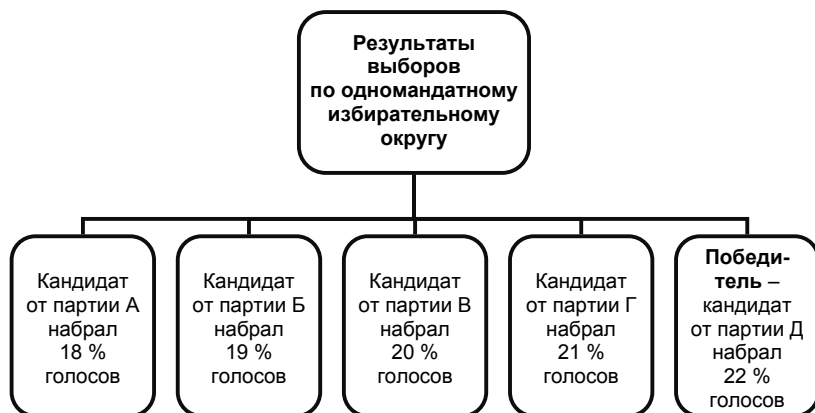 Результаты
выборов
по одномандатному
избирательному
округу
Кандидат
от партии А
набрал
18 %
голосов
Кандидат
от партии Б
набрал
19 %
голосов
Кандидат
от партии В
набрал
20 %
голосов
Кандидат
от партии Г
набрал
21 %
голосов
Победи-
тель –
кандидат
от партии Д
набрал
22 %
голосов